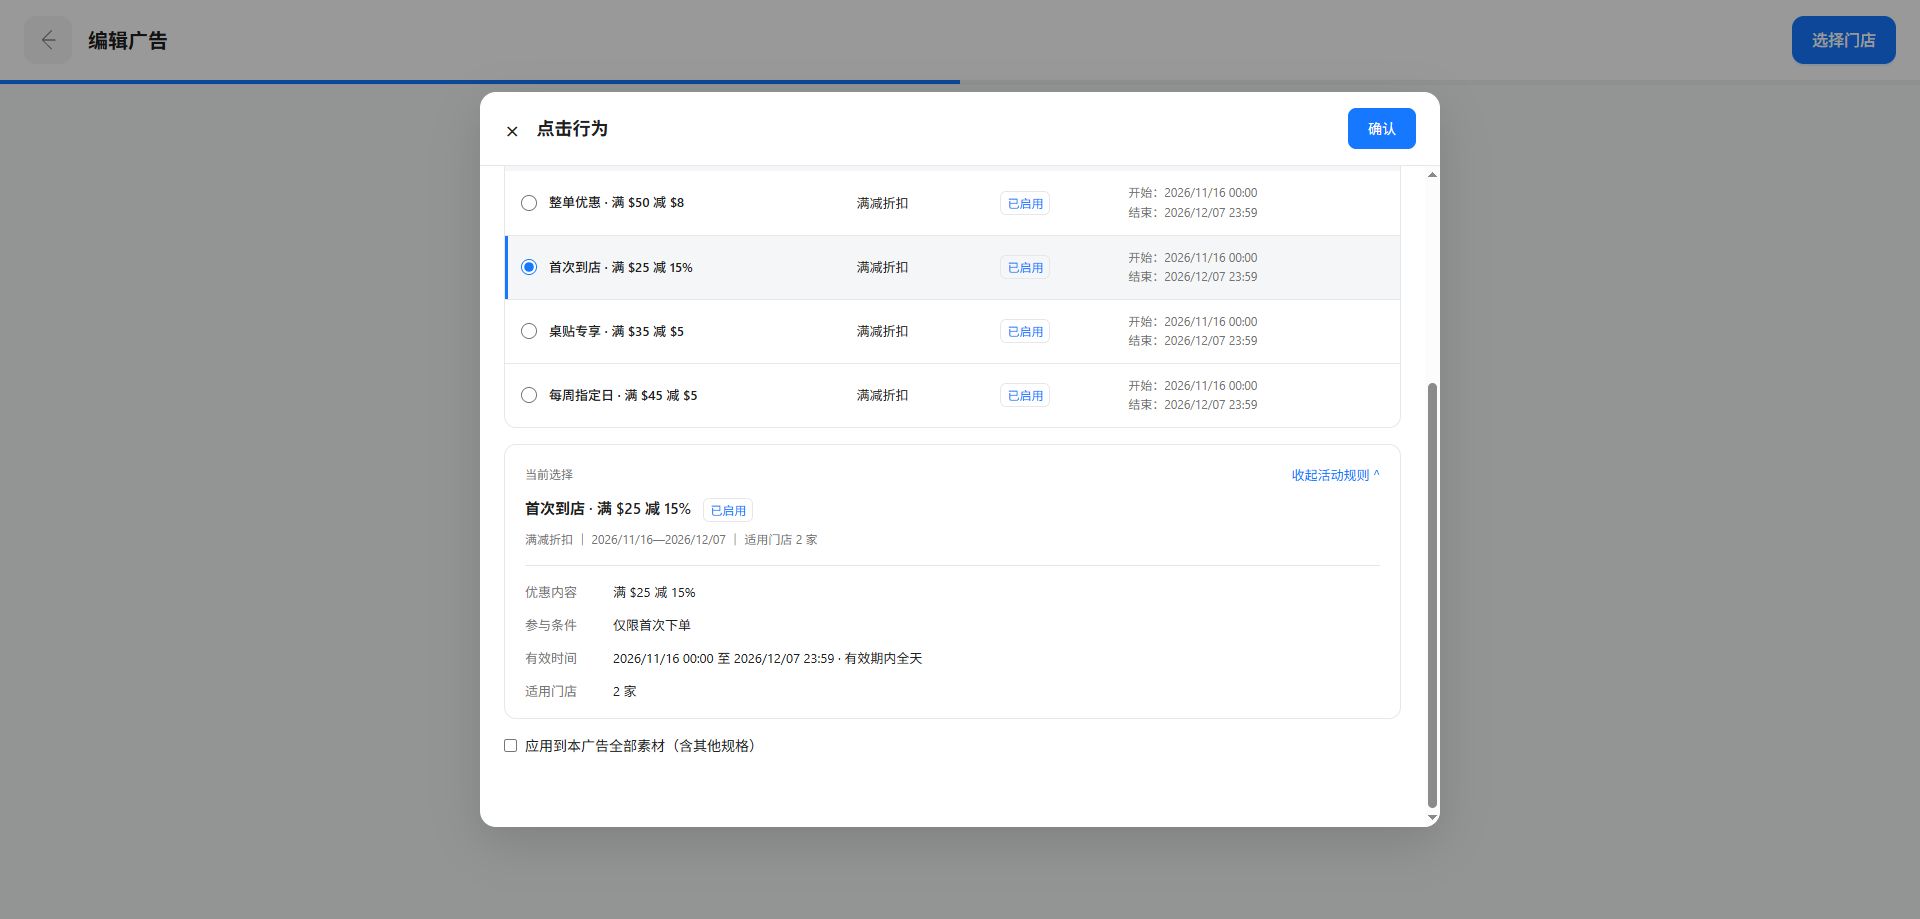 编辑广告
选择门店
× 点击行为
确认
整单优惠 · 满 $50 减 $8 满减折扣 已启用 开始：2026/11/16 00:00
结束：2026/12/07 23:59
首次到店 · 满 $25 减 15% 满减折扣 已启用 开始：2026/11/16 00:00
结束：2026/12/07 23:59
桌贴专享 · 满 $35 减 $5 满减折扣 已启用 开始：2026/11/16 00:00
结束：2026/12/07 23:59
每周指定日 · 满 $45 减 $5 满减折扣 已启用 开始：2026/11/16 00:00
结束：2026/12/07 23:59
当前选择 收起活动规则 ^
首次到店 · 满 $25 减 15% 已启用
满减折扣 | 2026/11/16—2026/12/07 | 适用门店 2 家
优惠内容 满 $25 减 15%
参与条件 仅限首次下单
有效时间 2026/11/16 00:00 至 2026/12/07 23:59 · 有效期内全天
适用门店 2 家
应用到本广告全部素材（含其他规格）